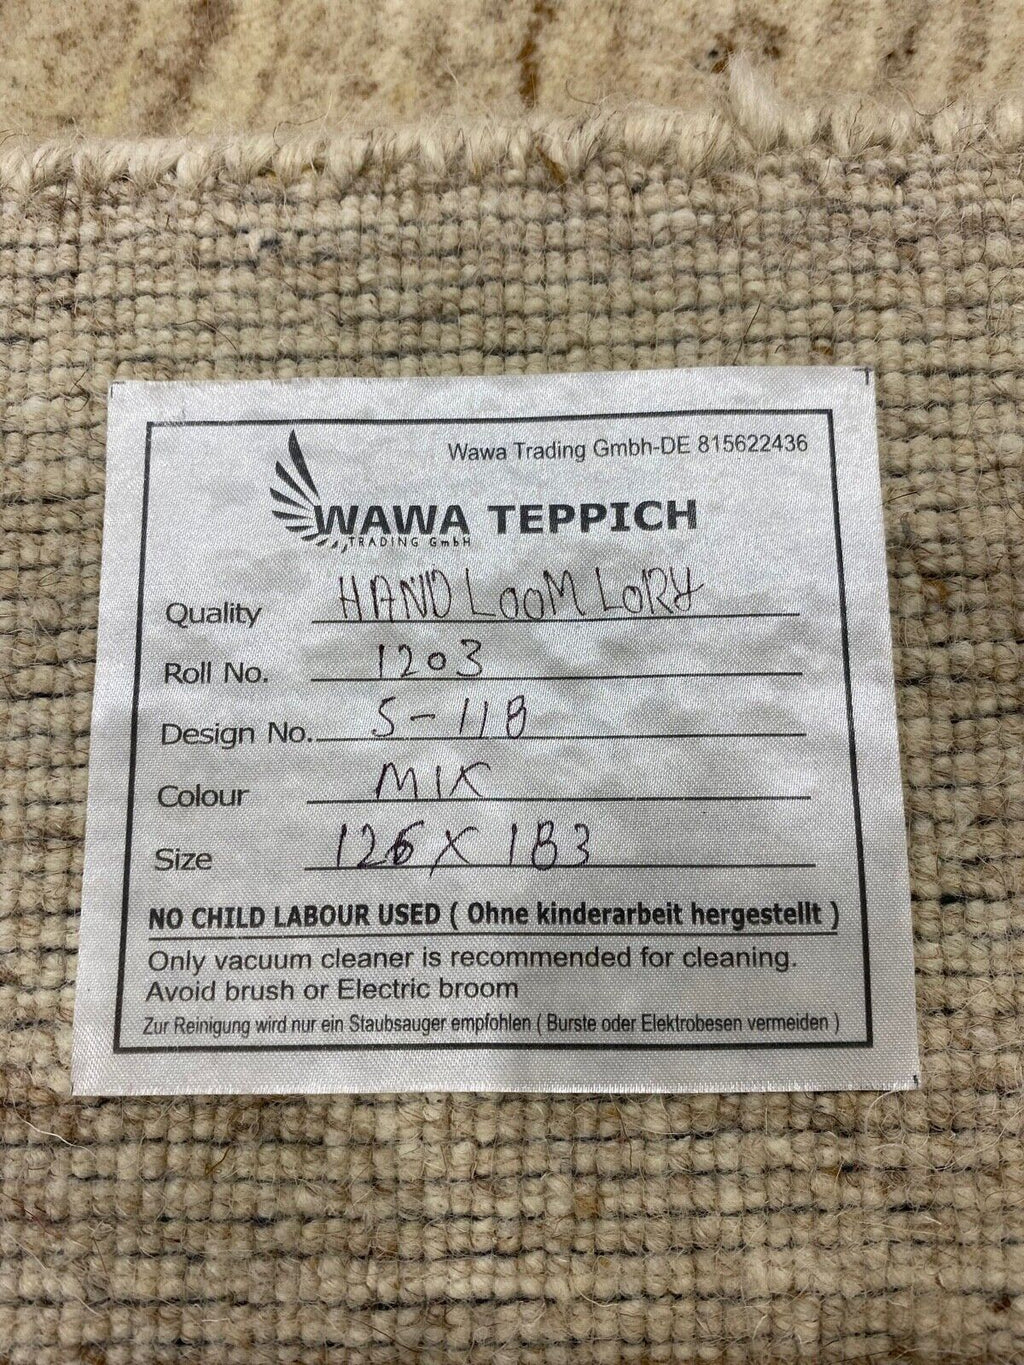 Wawa Trading Gmbh-DE 815622436
WAWA TEPPICH
TRADING GmbH
Quality HAND LOOM LORY
Roll No. 1203
Design No. S-118
Colour MIX
Size 126 X 183
NO CHILD LABOUR USED ( Ohne kinderarbeit hergestellt )
Only vacuum cleaner is recommended for cleaning.
Avoid brush or Electric broom
Zur Reinigung wird nur ein Staubsauger empfohlen ( Burste oder Elektrobesen vermeiden )